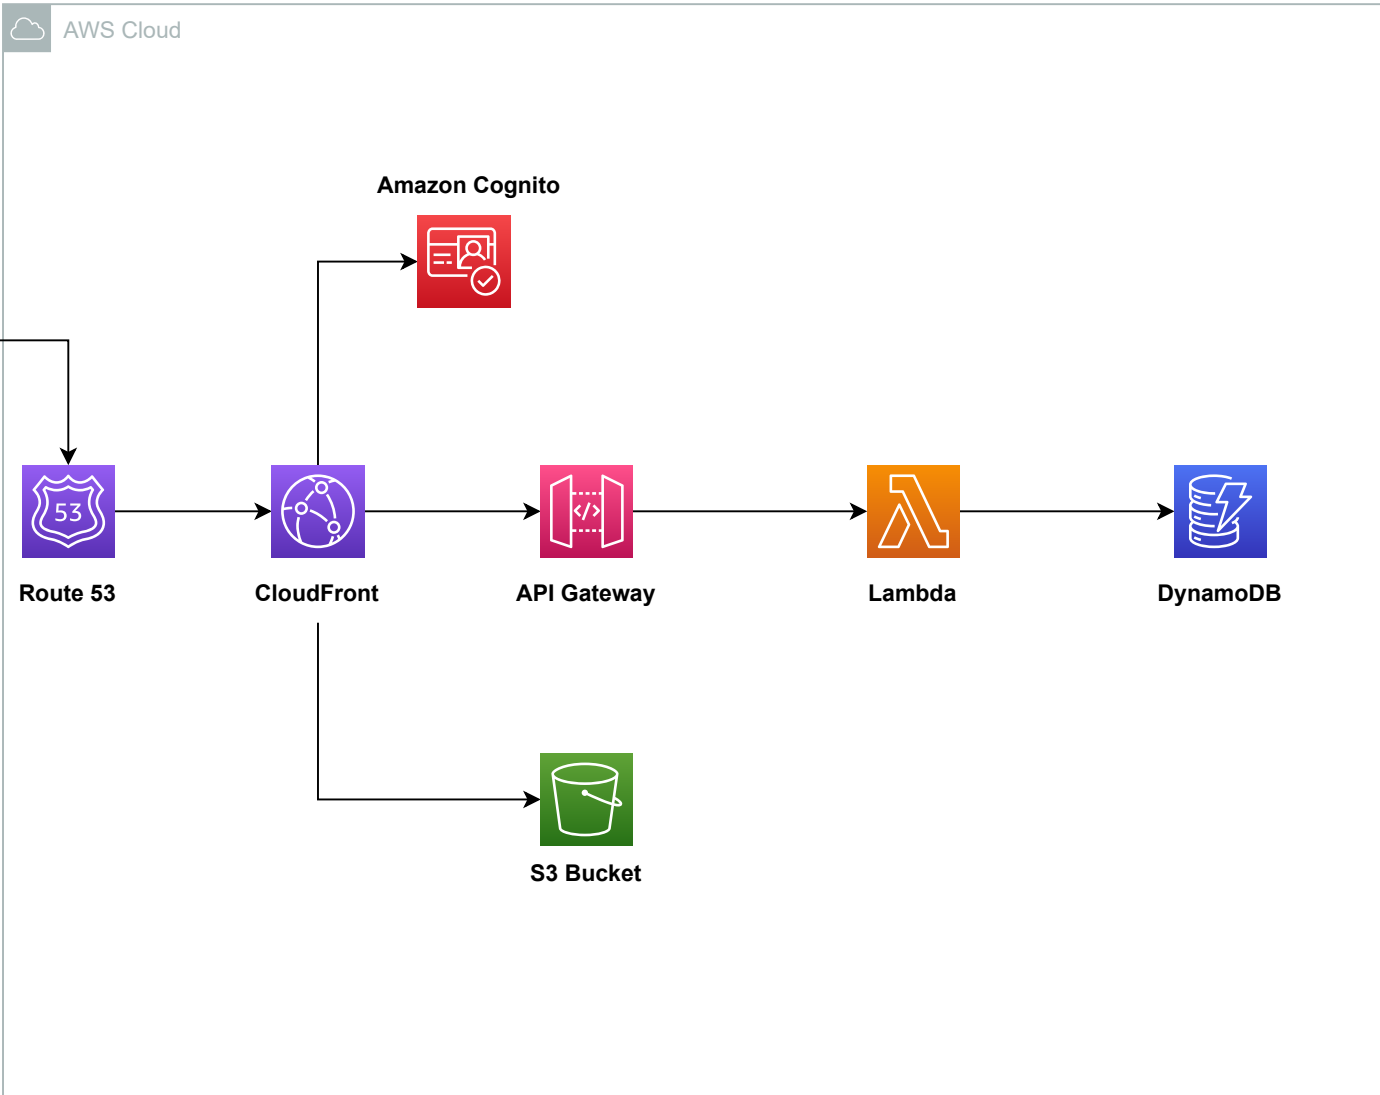 AWS Cloud
Amazon Cognito
53
</>
Route 53
CloudFront
API Gateway
Lambda
DynamoDB
S3 Bucket